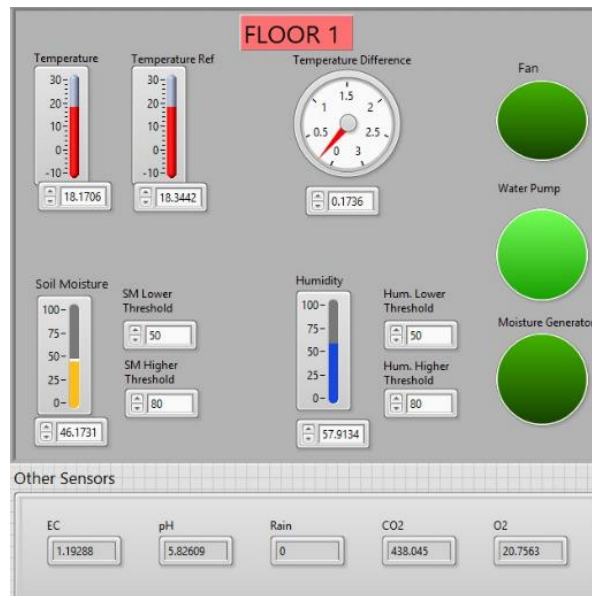 FLOOR 1
Temperature
Temperature Ref
Temperature Difference
Fan
30
20
10
0
-10
30
20
10
0
-10
0
0.5
1
1.5
2
2.5
3
18.1706
18.3442
0.1736
Water Pump
Soil Moisture
SM Lower
Threshold
50
SM Higher
Threshold
80
100
75
50
25
0
46.1731
Humidity
Hum. Lower
Threshold
50
Hum. Higher
Threshold
80
100
75
50
25
0
57.9134
Moisture Generator
Other Sensors
EC
pH
Rain
CO2
O2
1.19288
5.82609
0
438.045
20.7563